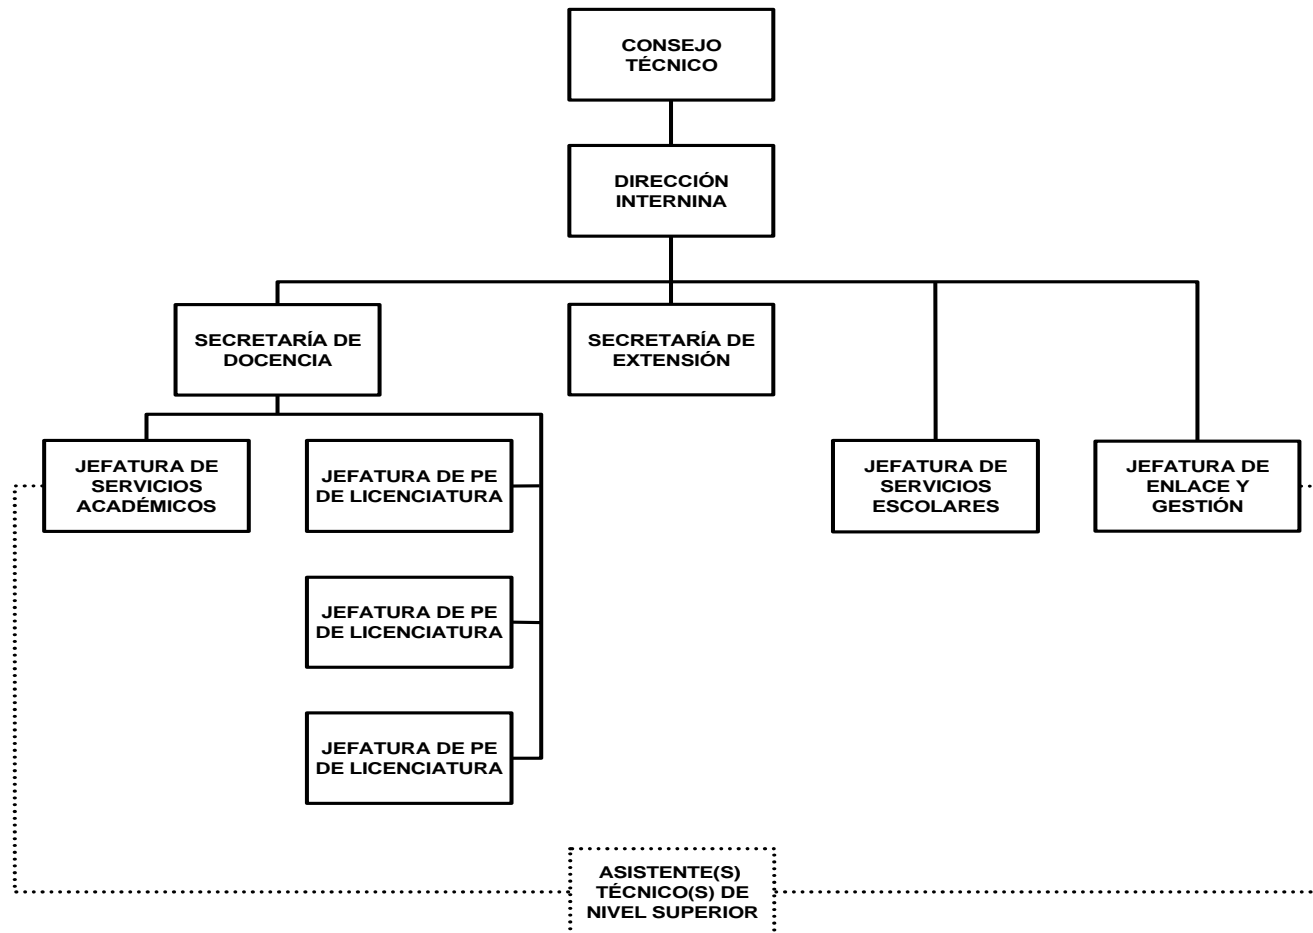 CONSEJO
TÉCNICO
DIRECCIÓN
INTERNINA
SECRETARÍA DE
DOCENCIA
SECRETARÍA DE
EXTENSIÓN
JEFATURA DE
SERVICIOS
ACADÉMICOS
JEFATURA DE PE
DE LICENCIATURA
JEFATURA DE SERVICIOS
ESCOLARES
JEFATURA DE
ENLACE Y
GESTIÓN
JEFATURA DE PE
DE LICENCIATURA
JEFATURA DE PE
DE LICENCIATURA
ASISTENTE(S)
TÉCNICO(S) DE
NIVEL SUPERIOR